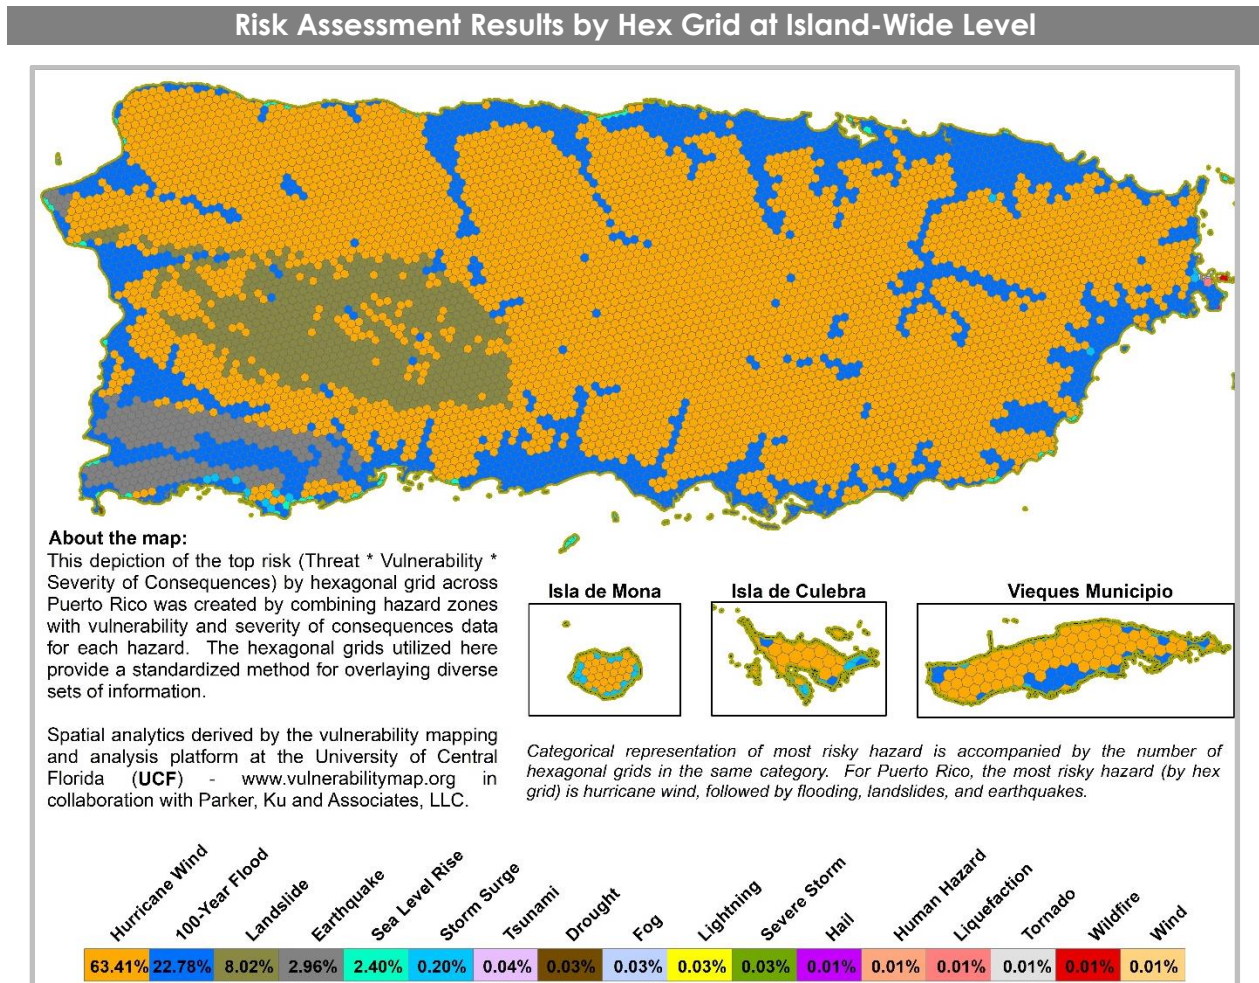 Risk Assessment Results by Hex Grid at Island-Wide Level
About the map:
This depiction of the top risk (Threat * Vulnerability *
Severity of Consequences) by hexagonal grid across
Puerto Rico was created by combining hazard zones
with vulnerability and severity of consequences data
for each hazard. The hexagonal grids utilized here
provide a standardized method for overlaying diverse
sets of information.
Spatial analytics derived by the vulnerability mapping
and analysis platform at the University of Central
Florida (UCF) - www.vulnerabilitymap.org in
collaboration with Parker, Ku and Associates, LLC.
Isla de Mona
Isla de Culebra
Vieques Municipio
Categorical representation of most risky hazard is accompanied by the number of
hexagonal grids in the same category. For Puerto Rico, the most risky hazard (by hex
grid) is hurricane wind, followed by flooding, landslides, and earthquakes.
Hurricane Wind
100-Year Flood
Landslide
Earthquake
Sea Level Rise
Storm Surge
Tsunami
Drought
Fog
Lightning
Severe Storm
Hail
Human Hazard
Liquefaction
Tornado
Wildfire
Wind
63.41% 22.78% 8.02% 2.96% 2.40% 0.20% 0.04% 0.03% 0.03% 0.03% 0.03% 0.01% 0.01% 0.01% 0.01% 0.01% 0.01%